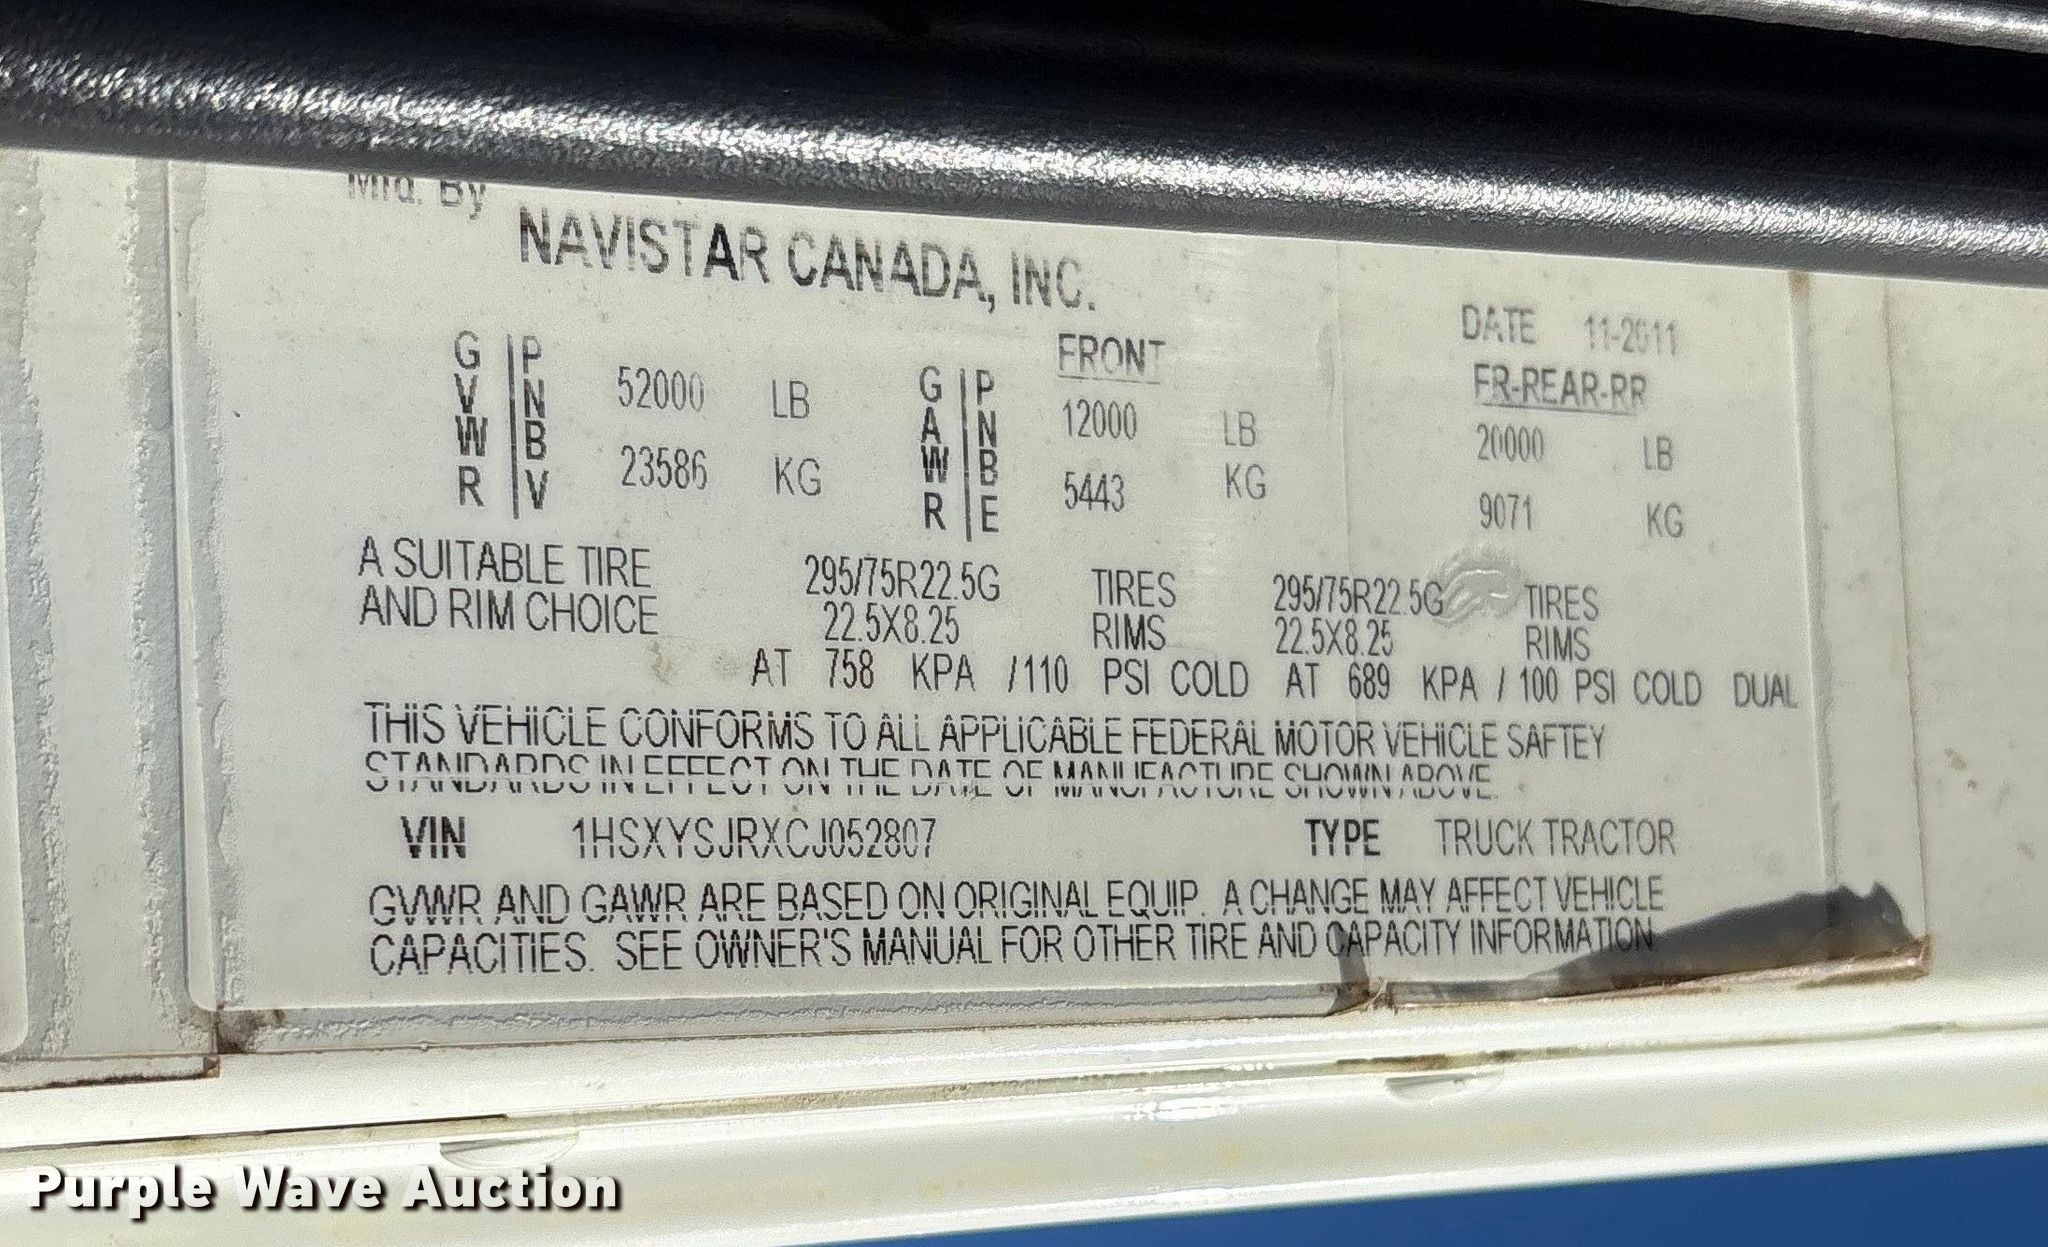 Mfd. By
NAVISTAR CANADA, INC.
DATE 11-2011
GVWR | PNBV 52000 LB 23586 KG
GAWR | PNBE
FRONT
12000 LB
5443 KG
FR-REAR-RR
20000 LB
9071 KG
A SUITABLE TIRE 295/75R22.5G TIRES 295/75R22.5G TIRES
AND RIM CHOICE 22.5X8.25 RIMS 22.5X8.25 RIMS
AT 758 KPA /110 PSI COLD AT 689 KPA / 100 PSI COLD DUAL
THIS VEHICLE CONFORMS TO ALL APPLICABLE FEDERAL MOTOR VEHICLE SAFTEY
STANDARDS IN EFFECT ON THE DATE OF MANUFACTURE SHOWN ABOVE.
VIN 1HSXYSJRXCJ052807 TYPE TRUCK TRACTOR
GVWR AND GAWR ARE BASED ON ORIGINAL EQUIP. A CHANGE MAY AFFECT VEHICLE
CAPACITIES. SEE OWNER'S MANUAL FOR OTHER TIRE AND CAPACITY INFORMATION
Purple Wave Auction